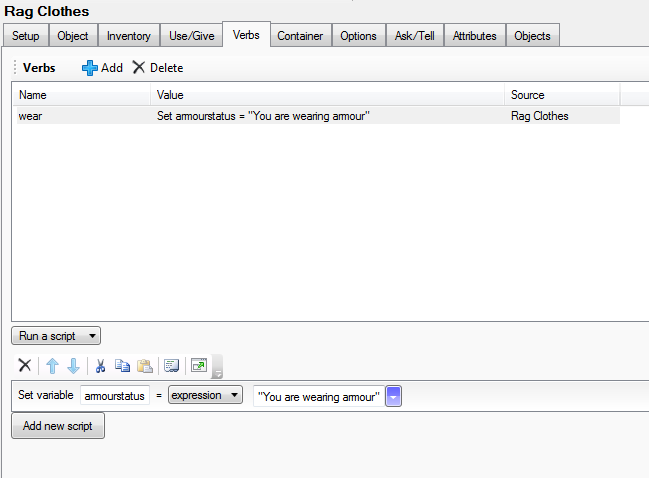 Rag Clothes
Setup Object Inventory Use/Give Verbs Container Options Ask/Tell Attributes Objects
Verbs Add Delete
Name Value Source
wear Set armourstatus = "You are wearing armour" Rag Clothes
Run a script
Set variable armourstatus = expression "You are wearing armour"
Add new script